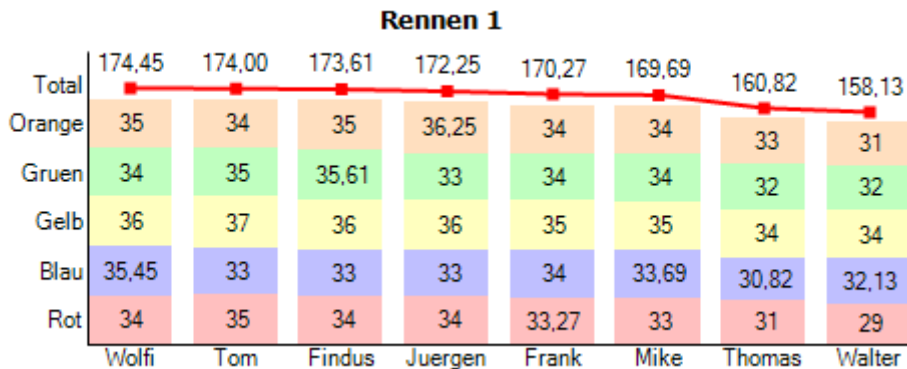 Rennen 1
174,45 174,00 173,61 172,25 170,27 169,69 160,82 158,13
Total
Orange 35 34 35 36,25 34 34 33 31
Gruen 34 35 35,61 33 34 34 32 32
Gelb 36 37 36 36 35 35 34 34
Blau 35,45 33 33 33 34 33,69 30,82 32,13
Rot 34 35 34 34 33,27 33 31 29
Wolfi Tom Findus Juergen Frank Mike Thomas Walter